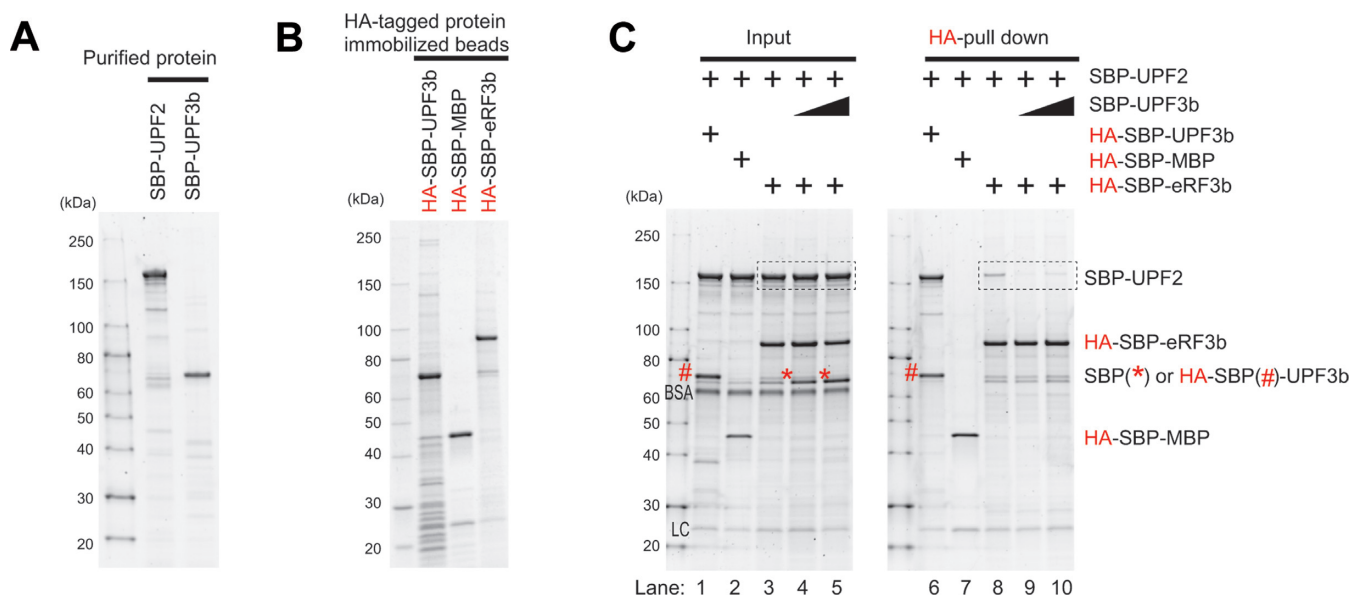 A
Purified protein
SBP-UPF2
SBP-UPF3b
(kDa)
250
150
100
80
60
50
40
30
20
B
HA-tagged protein
immobilized beads
HA-SBP-UPF3b
HA-SBP-MBP
HA-SBP-eRF3b
(kDa)
250
150
100
80
60
50
40
30
20
C
Input
HA-pull down
+ + + + + + + + + + SBP-UPF2
SBP-UPF3b
+ + HA-SBP-UPF3b
+ + HA-SBP-MBP
+ + + + + + HA-SBP-eRF3b
(kDa)
250
150 SBP-UPF2
100
HA-SBP-eRF3b
80
# * * # SBP(*) or HA-SBP(#)-UPF3b
BSA
60
50
HA-SBP-MBP
40
30
LC
20
Lane: 1 2 3 4 5 6 7 8 9 10